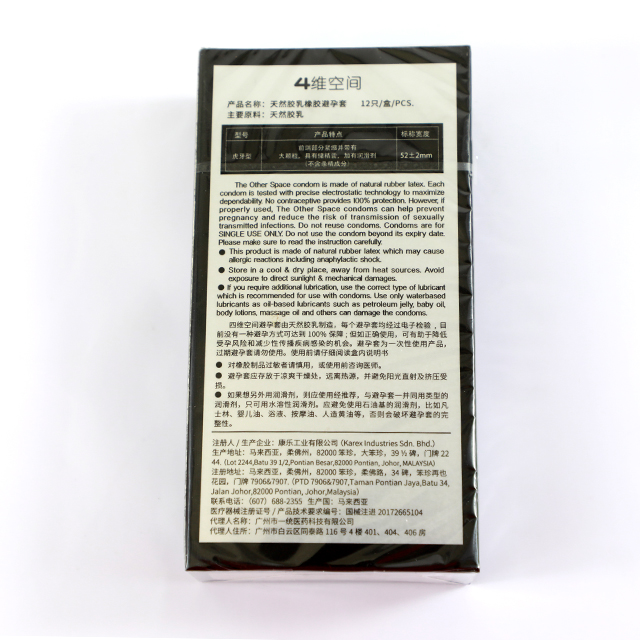 4维空间
产品名称：天然胶乳橡胶避孕套 12只/盒/PCS.
主要原料：天然胶乳
型号 产品特点 标称宽度
虎牙型 前端部分紧绷并带有
大颗粒，具有储精囊，加有润滑剂
(不含杀精成分) 52±2mm
The Other Space condom is made of natural rubber latex. Each
condom is tested with precise electrostatic technology to maximize
dependability. No contraceptive provides 100% protection. However, if
properly used, The Other Space condoms can help prevent
pregnancy and reduce the risk of transmission of sexually
transmitted infections. Do not reuse condoms. Condoms are for
SINGLE USE ONLY. Do not use the condom beyond its expiry date.
Please make sure to read the instruction carefully.
● This product is made of natural rubber latex which may cause
allergic reactions including anaphylactic shock.
● Store in a cool & dry place, away from heat sources. Avoid
exposure to direct sunlight & mechanical damages.
● If you require additional lubrication, use the correct type of lubricant
which is recommended for use with condoms. Use only waterbased
lubricants as oil-based lubricants such as petroleum jelly, baby oil,
body lotions, massage oil and others can damage the condoms.
四维空间避孕套由天然胶乳制造，每个避孕套均经过电子检验，目
前没有一种避孕方式可达到 100% 保障；但如正确使用，可有助于降低
受孕风险和减少性传播疾病感染的机会。避孕套为一次性使用产品，
过期避孕套请勿使用。使用前请仔细阅读盒内说明书
● 对橡胶制品过敏者请慎用，或使用前咨询医师。
● 避孕套应存放于凉爽干燥处，远离热源，并避免阳光直射及挤压受
损。
● 如果想另外用润滑剂，则应使用经推荐，与避孕套一并同用类型的
润滑剂，只可用水溶性润滑剂。应避免使用石油基的润滑剂，比如凡
士林、婴儿油、浴液、按摩油、人造黄油等，否则会破坏避孕套的完
整性。
注册人 / 生产企业：康乐工业有限公司（Karex Industries Sdn. Bhd.）
生产地址：马来西亚，柔佛州，82000 笨珍，大笨珍，39 ½ 碑，门牌 22
44. (Lot 2244,Batu 39 1/2,Pontian Besar,82000 Pontian, Johor, MALAYSIA)
注册地址：马来西亚，柔佛州，82000 笨珍，柔佛路，34 碑，笨珍再也
花园，门牌 7906&7907.（PTD 7906&7907,Taman Pontian Jaya,Batu 34,
Jalan Johor,82000 Pontian, Johor,Malaysia）
联系电话：(607) 688-2355 生产国：马来西亚
医疗器械注册证号 / 产品技术要求编号：国械注进 20172665104
代理人名称：广州市一统医药科技有限公司
代理人住所：广州市白云区同泰路 116 号 4 楼 401、404、406 房